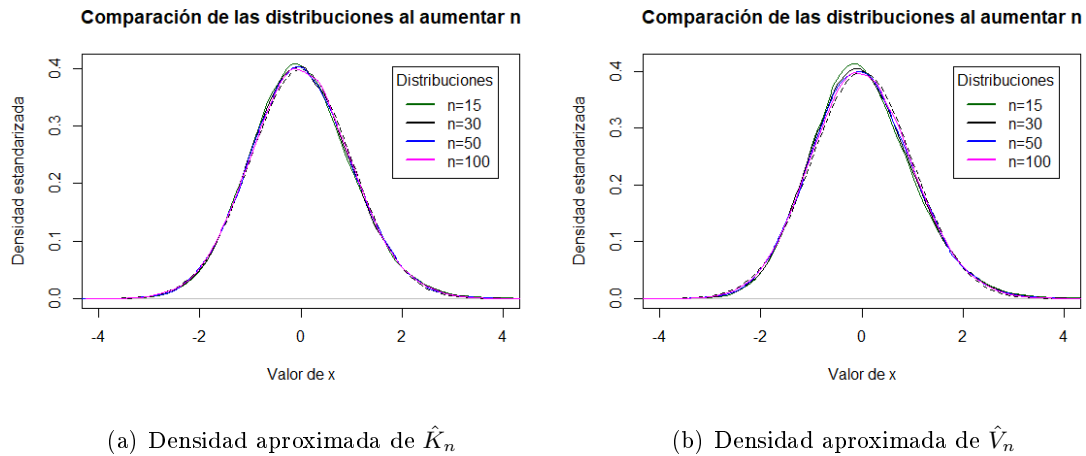 Comparación de las distribuciones al aumentar n
Densidad estandarizada
0.0 0.1 0.2 0.3 0.4
Distribuciones
n=15
n=30
n=50
n=100
-4 -2 0 2 4
Valor de x
(a) Densidad aproximada de K̂ₙ
Comparación de las distribuciones al aumentar n
Densidad estandarizada
0.0 0.1 0.2 0.3 0.4
Distribuciones
n=15
n=30
n=50
n=100
-4 -2 0 2 4
Valor de x
(b) Densidad aproximada de V̂ₙ